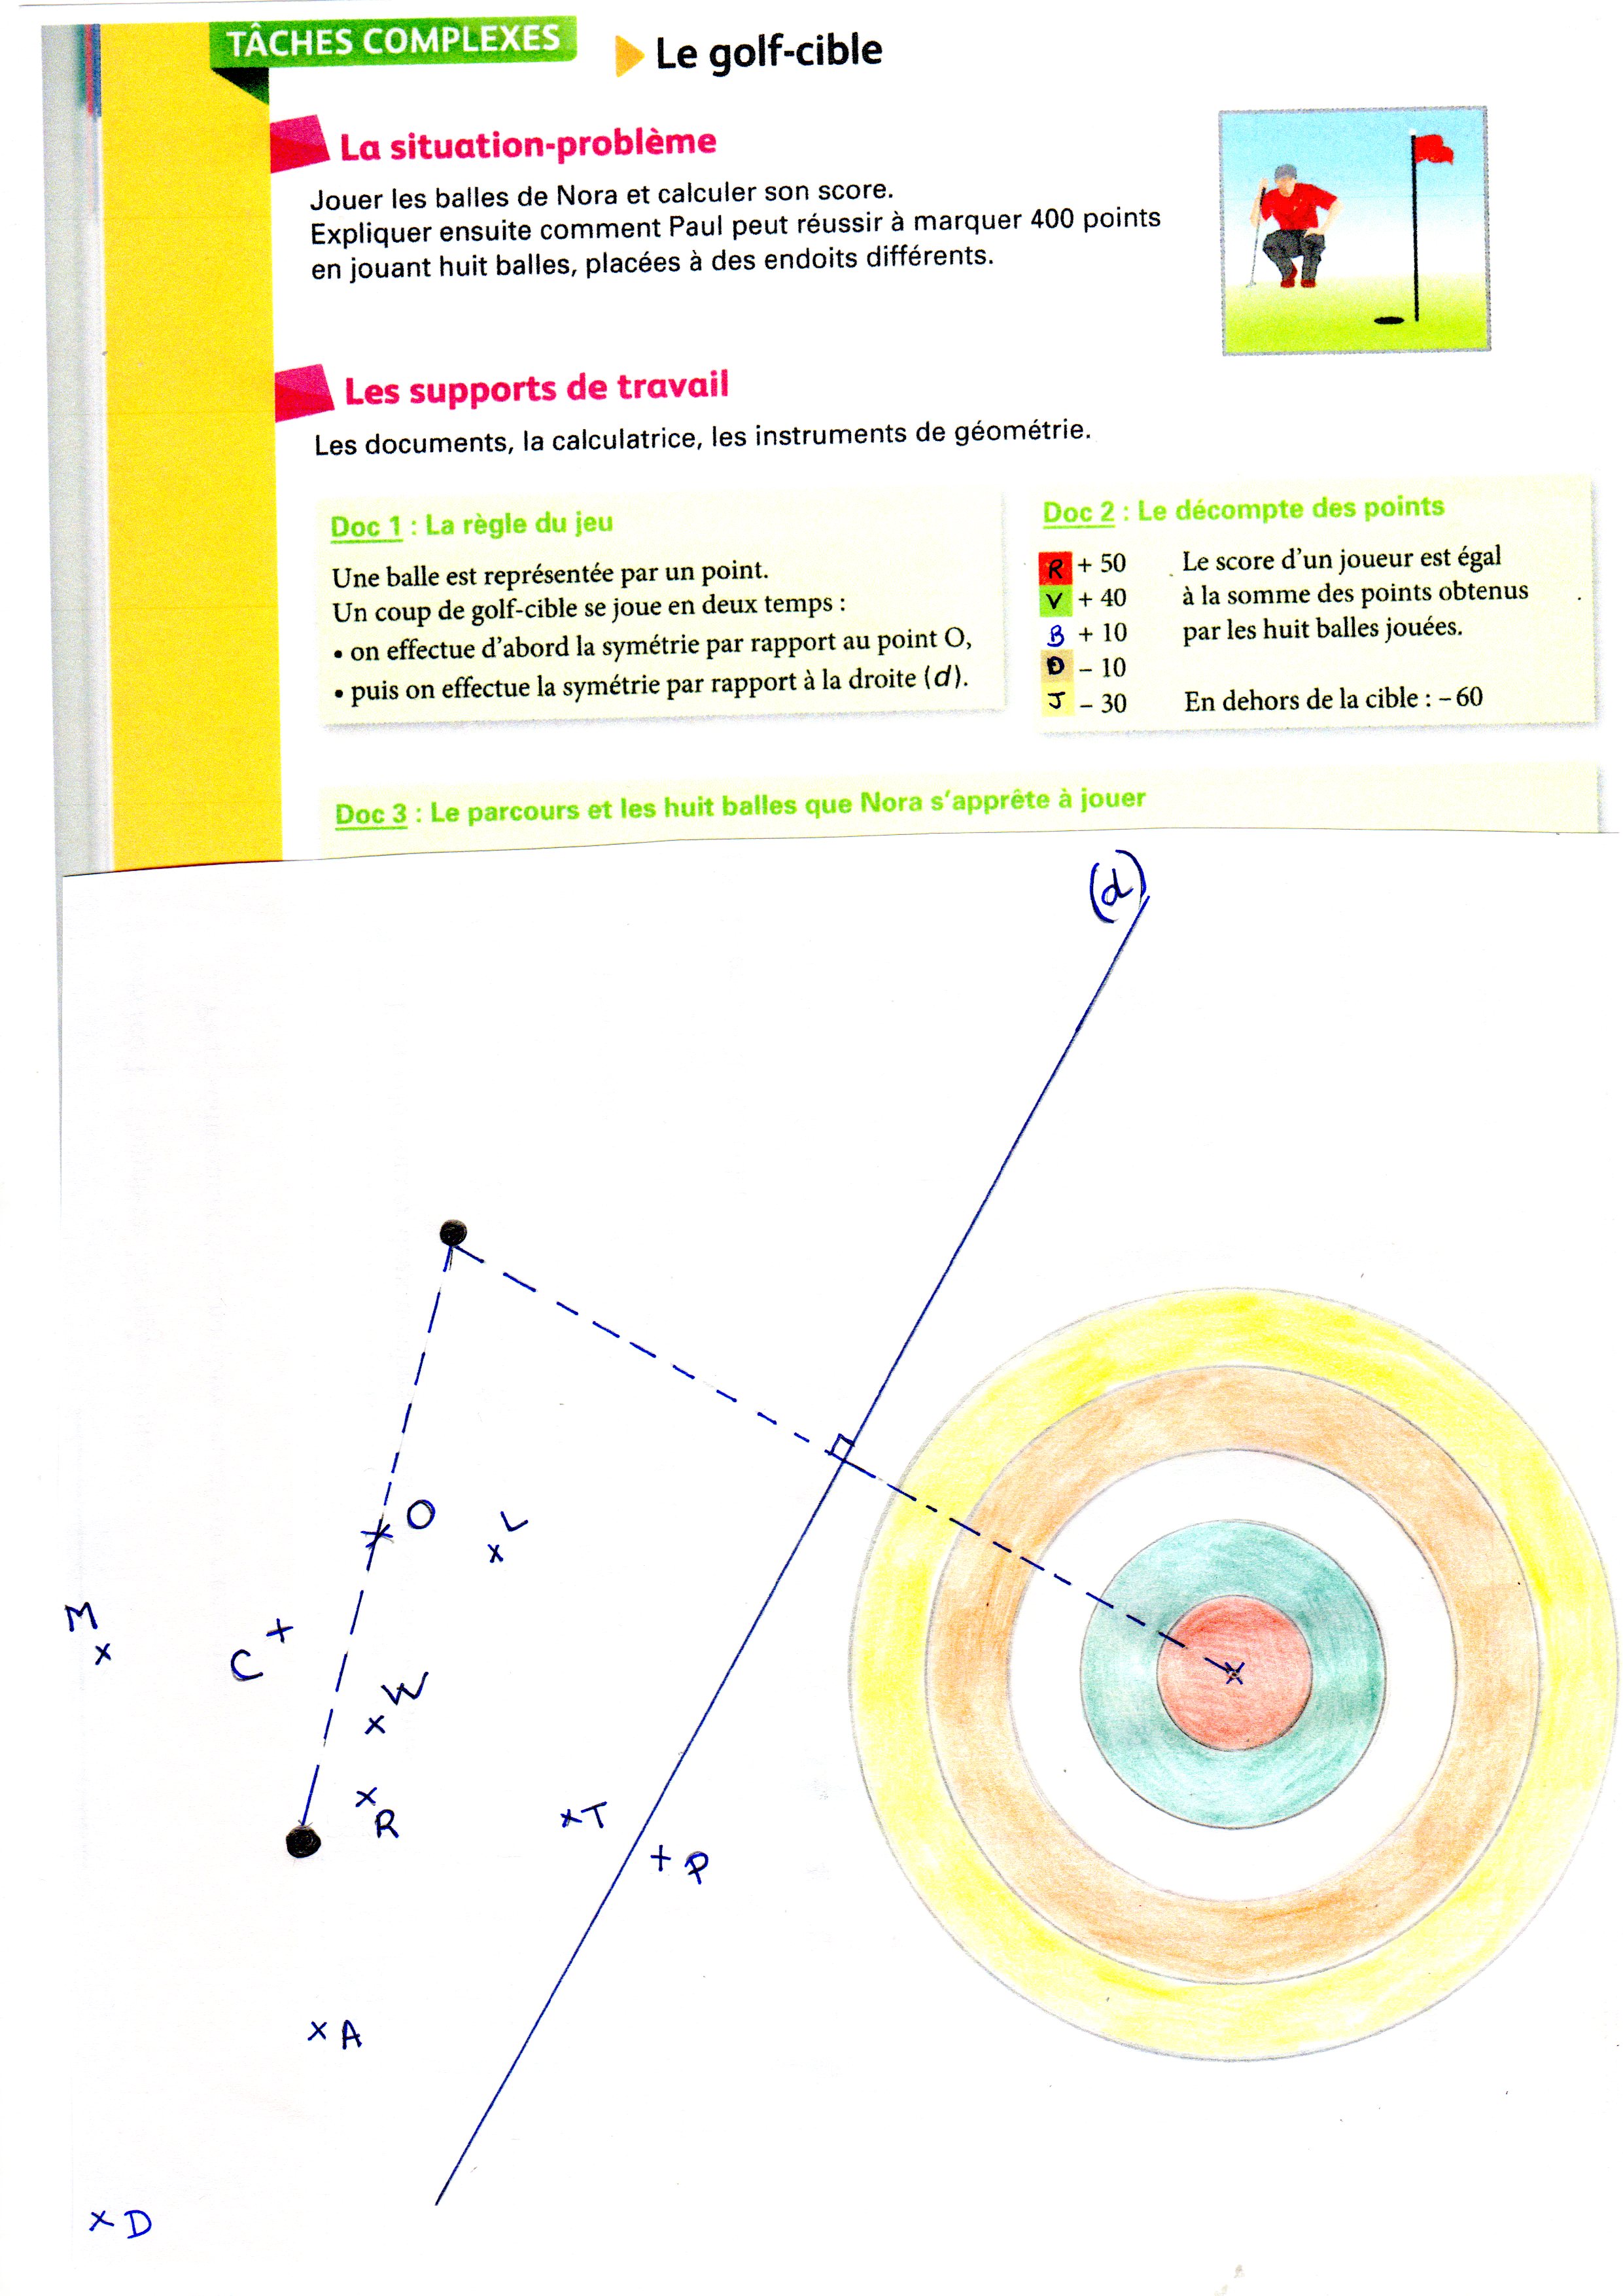 TÂCHES COMPLEXES
Le golf-cible
La situation-problème
Jouer les balles de Nora et calculer son score.
Expliquer ensuite comment Paul peut réussir à marquer 400 points
en jouant huit balles, placées à des endoits différents.
Les supports de travail
Les documents, la calculatrice, les instruments de géométrie.
Doc 1 : La règle du jeu
Une balle est représentée par un point.
Un coup de golf-cible se joue en deux temps :
• on effectue d'abord la symétrie par rapport au point O,
• puis on effectue la symétrie par rapport à la droite (d).
Doc 2 : Le décompte des points
R + 50
V + 40
B + 10
D – 10
J – 30
Le score d'un joueur est égal
à la somme des points obtenus
par les huit balles jouées.
En dehors de la cible : – 60
Doc 3 : Le parcours et les huit balles que Nora s'apprête à jouer
(d)
O
L
M
C
W
R
T
P
A
D